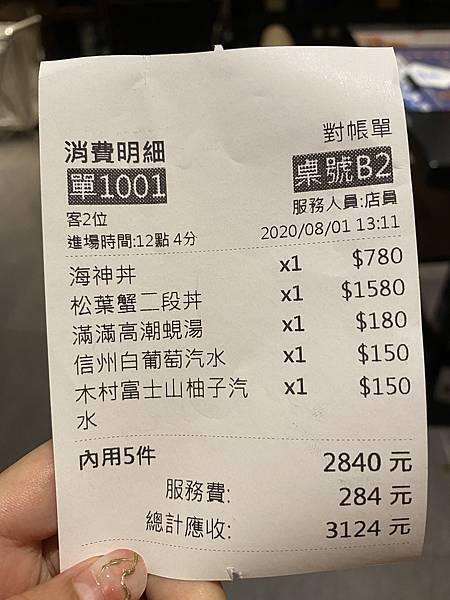 對帳單
消費明細
單1001
桌號B2
客2位
服務人員:店員
進場時間:12點 4分
2020/08/01 13:11
海神丼 x1 $780
松葉蟹二段丼 x1 $1580
滿滿高潮蜆湯 x1 $180
信州白葡萄汽水 x1 $150
木村富士山柚子汽 x1 $150
水
內用5件 2840 元
服務費: 284 元
總計應收: 3124 元